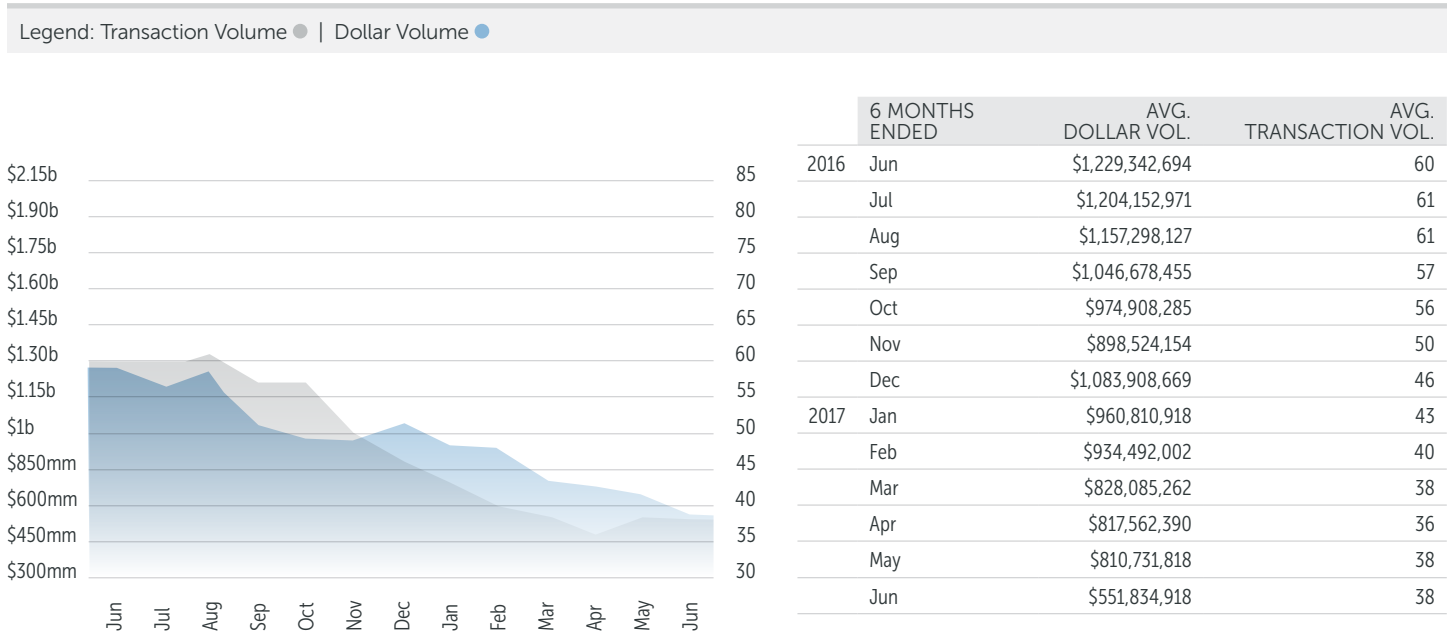 Legend: Transaction Volume | Dollar Volume
$2.15b
$1.90b
$1.75b
$1.60b
$1.45b
$1.30b
$1.15b
$1b
$850mm
$600mm
$450mm
$300mm
85
80
75
70
65
60
55
50
45
40
35
30
Jun
Jul
Aug
Sep
Oct
Nov
Dec
Jan
Feb
Mar
Apr
May
Jun
6 MONTHS ENDED AVG. DOLLAR VOL. AVG. TRANSACTION VOL.
2016 Jun $1,229,342,694 60
Jul $1,204,152,971 61
Aug $1,157,298,127 61
Sep $1,046,678,455 57
Oct $974,908,285 56
Nov $898,524,154 50
Dec $1,083,908,669 46
2017 Jan $960,810,918 43
Feb $934,492,002 40
Mar $828,085,262 38
Apr $817,562,390 36
May $810,731,818 38
Jun $551,834,918 38